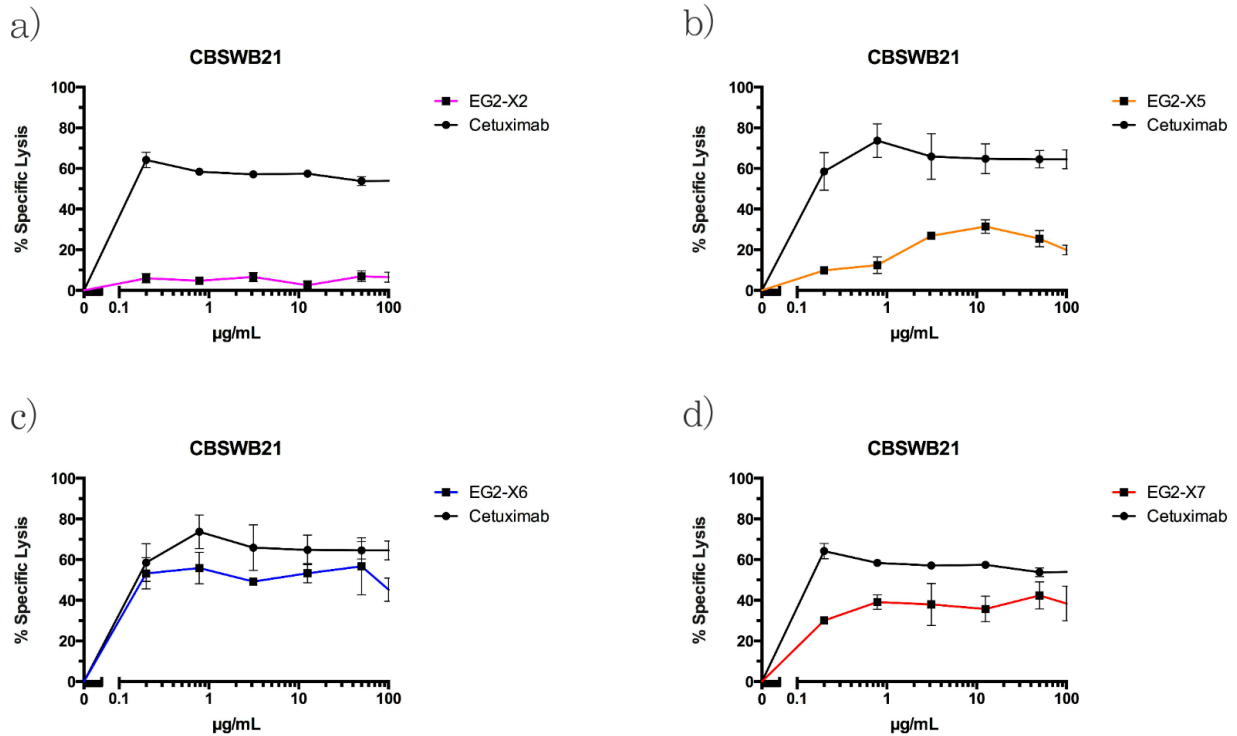 a)
CBSWB21
100
80
60
40
20
0
% Specific Lysis
0 0.1 1 10 100
µg/mL
EG2-X2
Cetuximab
b)
CBSWB21
100
80
60
40
20
0
% Specific Lysis
0 0.1 1 10 100
µg/mL
EG2-X5
Cetuximab
c)
CBSWB21
100
80
60
40
20
0
% Specific Lysis
0 0.1 1 10 100
µg/mL
EG2-X6
Cetuximab
d)
CBSWB21
100
80
60
40
20
0
% Specific Lysis
0 0.1 1 10 100
µg/mL
EG2-X7
Cetuximab